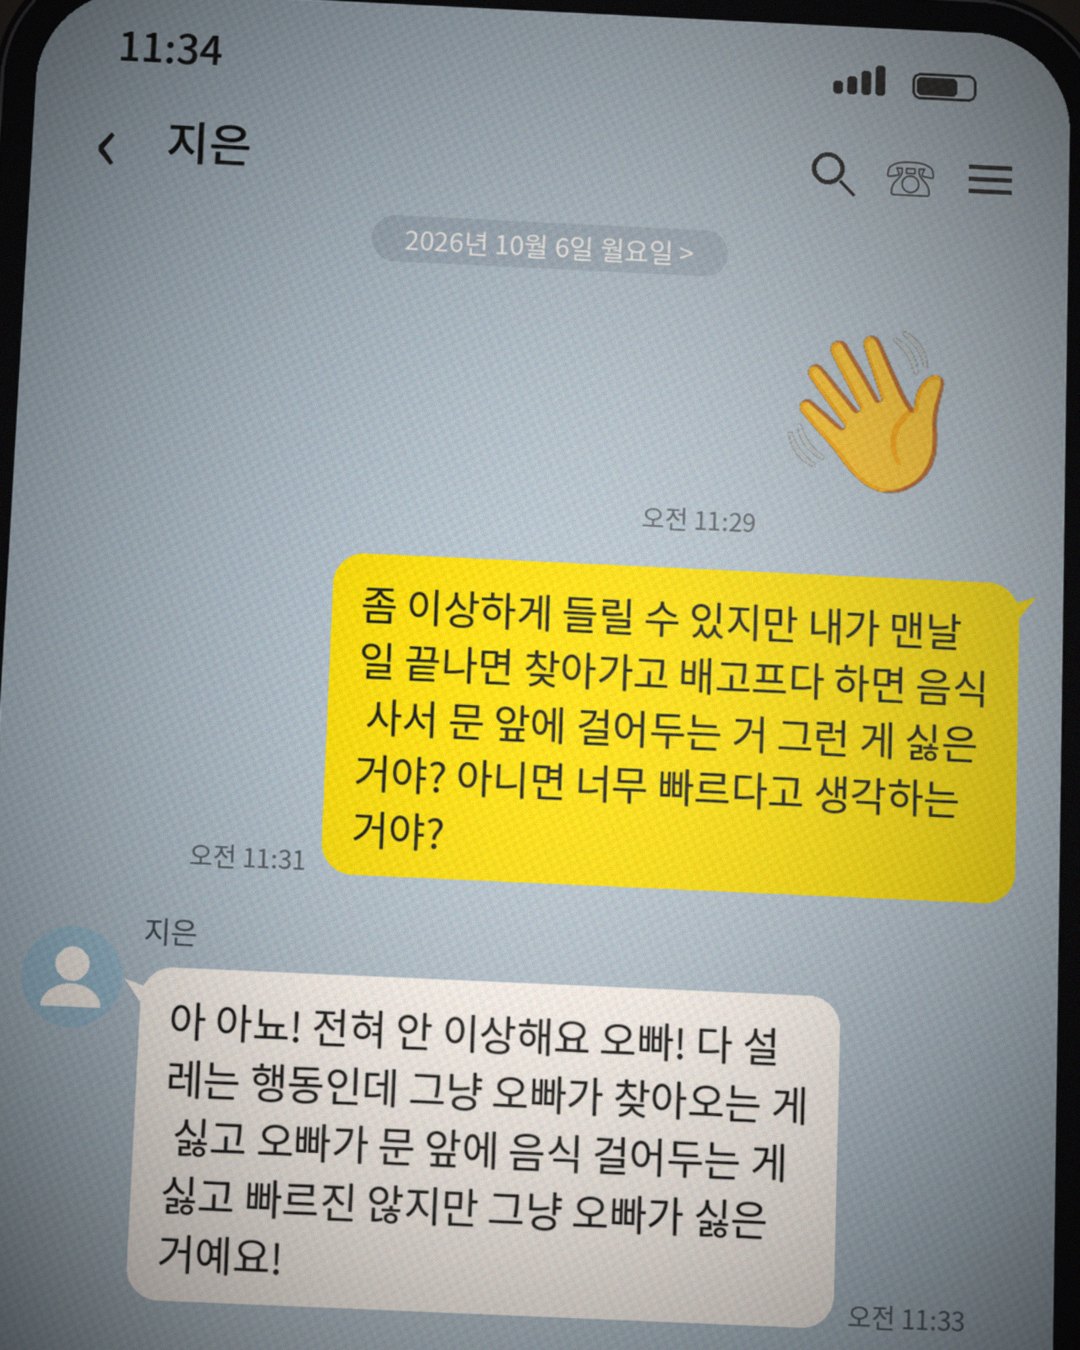 11:34
지은
2026년 10월 6일 월요일 >
오전 11:29
좀 이상하게 들릴 수 있지만 내가 맨날
일 끝나면 찾아가고 배고프다 하면 음식
사서 문 앞에 걸어두는 거 그런 게 싫은
거야? 아니면 너무 빠르다고 생각하는
거야?
오전 11:31
지은
아 아뇨! 전혀 안 이상해요 오빠! 다 설
레는 행동인데 그냥 오빠가 찾아오는 게
싫고 오빠가 문 앞에 음식 걸어두는 게
싫고 빠르진 않지만 그냥 오빠가 싫은
거예요!
오전 11:33